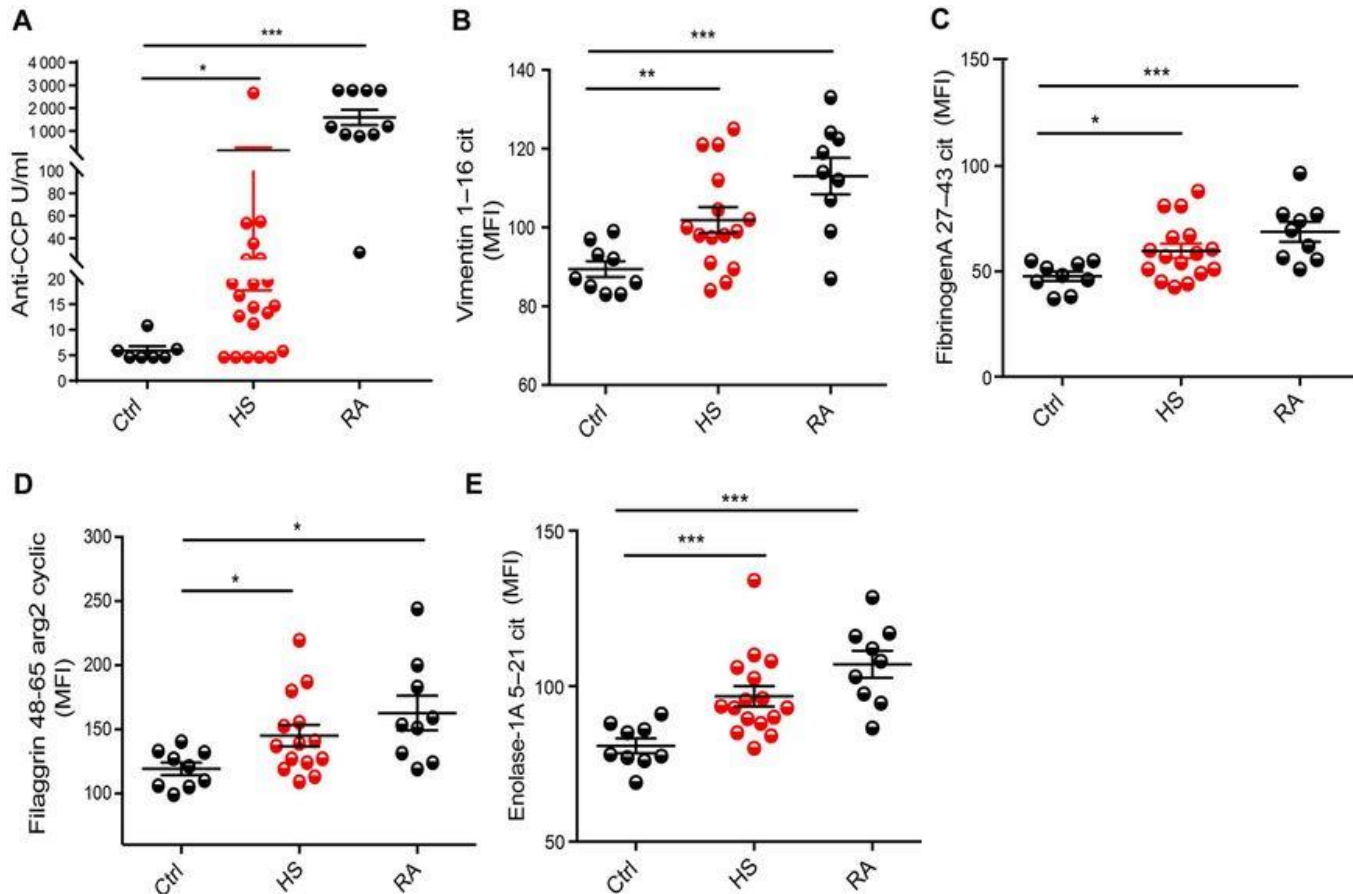 A
***
*
4 000
3 000
2 000
1 000
100
80
60
40
20
15
10
5
0
Anti-CCP U/ml
Ctrl
HS
RA
B
***
**
140
120
100
80
60
Vimentin 1–16 cit
(MFI)
Ctrl
HS
RA
C
***
*
150
100
50
0
FibrinogenA 27–43 cit (MFI)
Ctrl
HS
RA
D
*
*
300
250
200
150
100
Filaggrin 48-65 arg2 cyclic
(MFI)
Ctrl
HS
RA
E
***
***
150
100
50
Enolase-1A 5–21 cit (MFI)
Ctrl
HS
RA